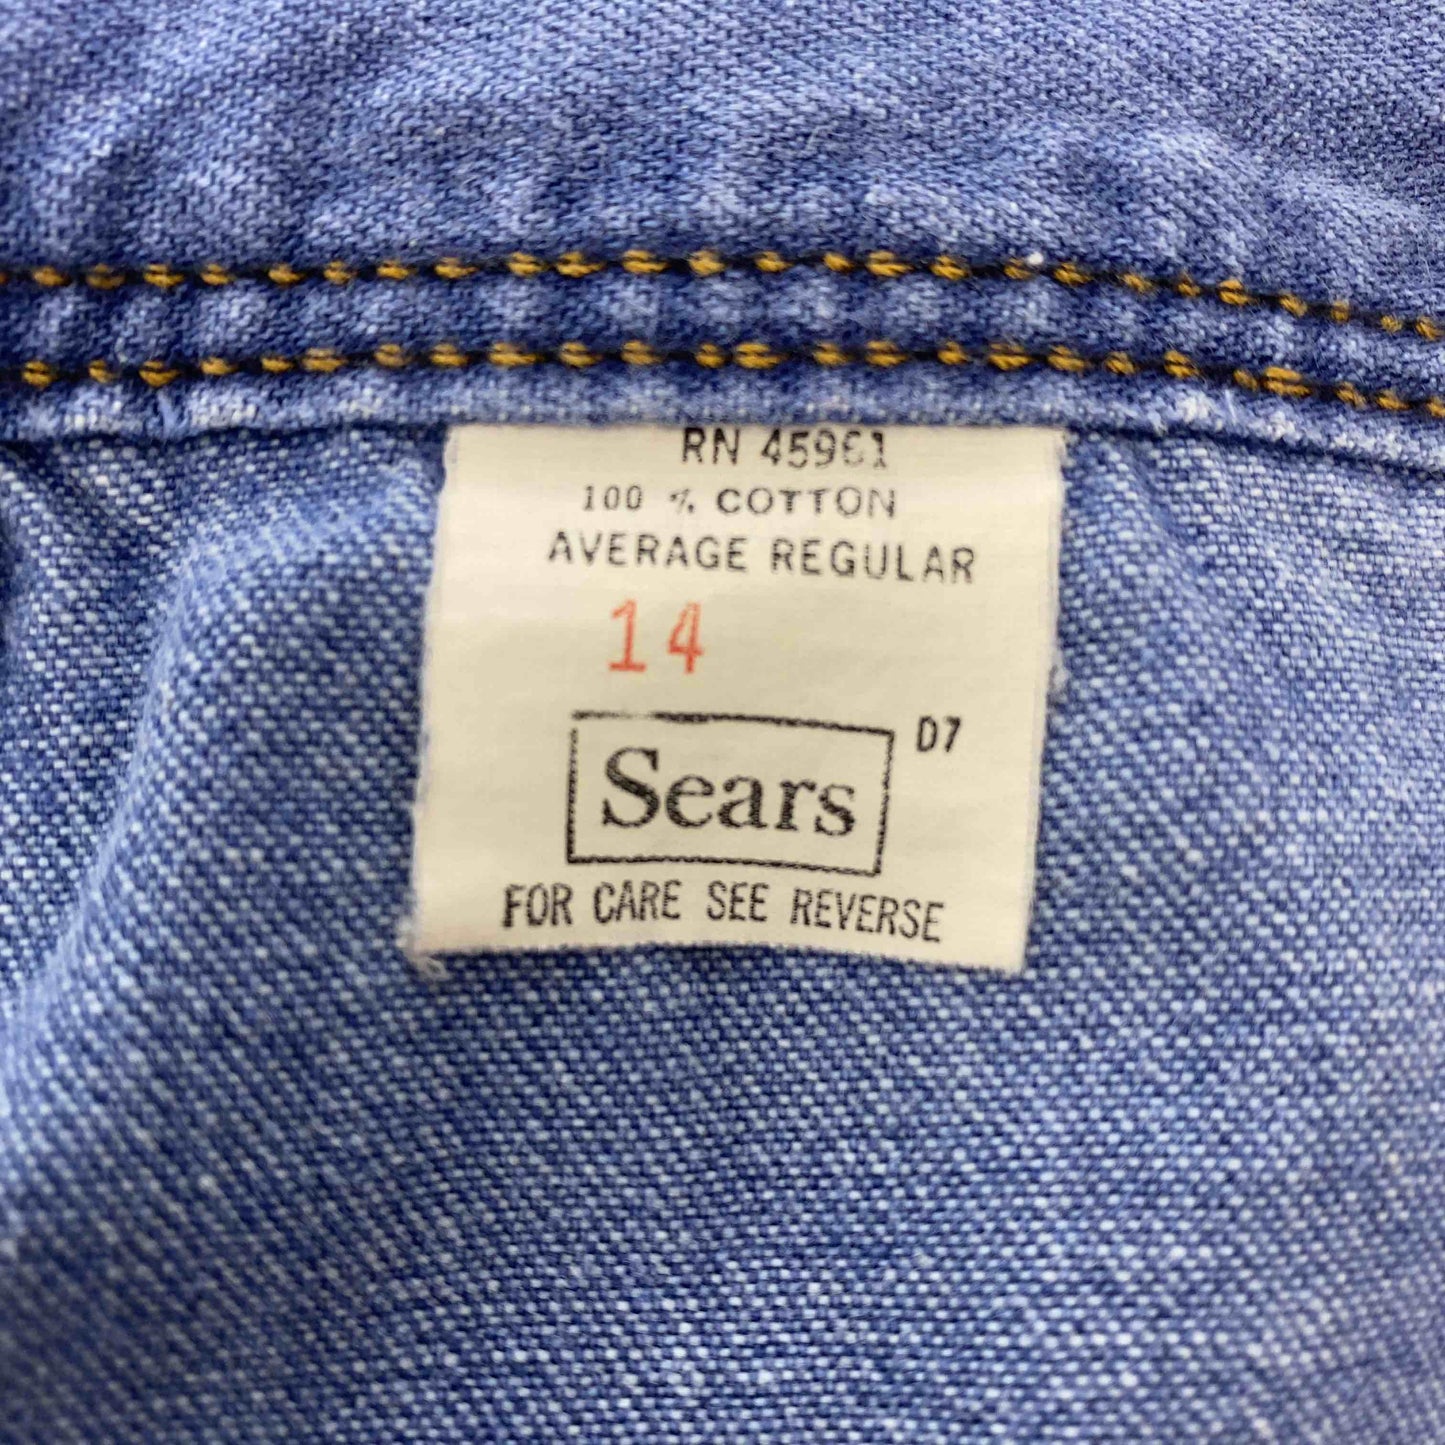 RN 45961
100 % COTTON
AVERAGE REGULAR
14
D7
Sears
FOR CARE SEE REVERSE